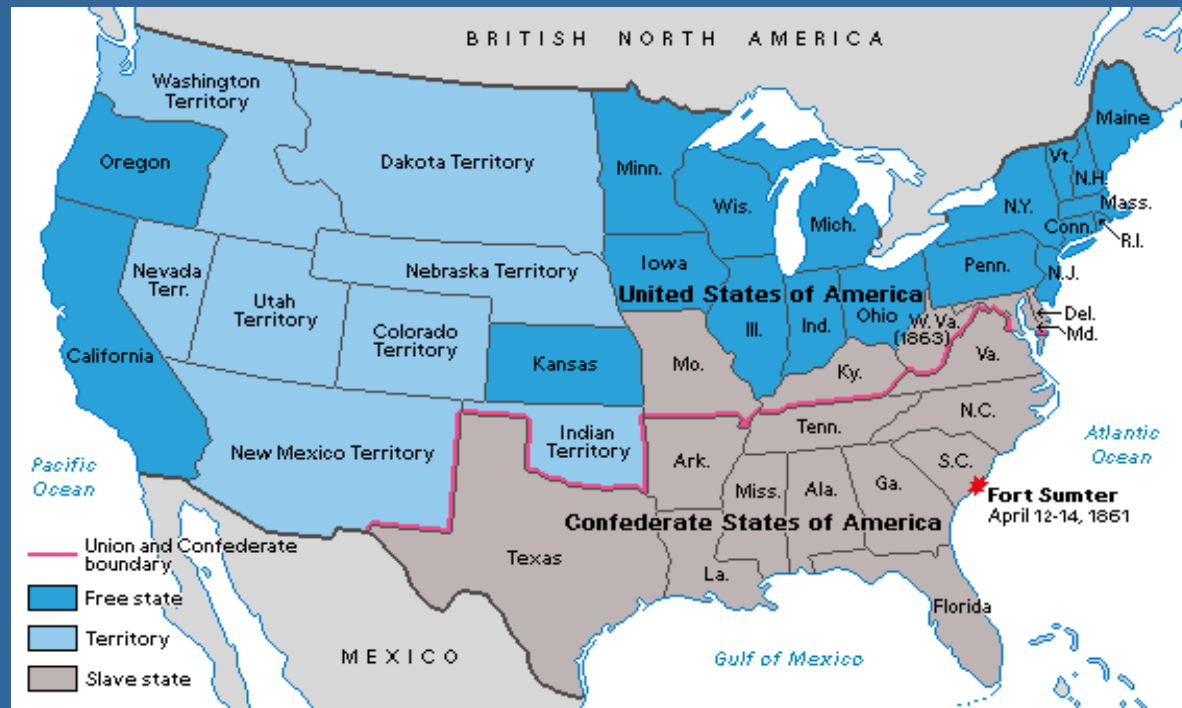 BRITISH NORTH AMERICA
Washington
Territory
Oregon
Dakota Territory
Minn.
Wis.
Mich.
Maine
Vt.
N.H.
N.Y.
Mass.
Conn.
R.I.
Nevada
Terr.
Utah
Territory
Nebraska Territory
Iowa
Penn.
N.J.
United States of America
Colorado
Territory
Ill.
Ind.
Ohio
W. Va.
(1863)
Del.
Md.
California
Kansas
Mo.
Ky.
Va.
New Mexico Territory
Indian
Territory
Tenn.
N.C.
Ark.
S.C.
Pacific
Ocean
Atlantic
Ocean
Miss.
Ala.
Ga.
Fort Sumter
April 12-14, 1861
Confederate States of America
Texas
La.
Florida
Union and Confederate
boundary
Free state
Territory
Slave state
MEXICO
Gulf of Mexico